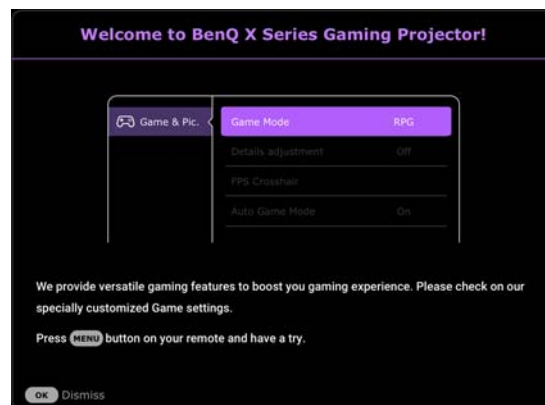 Welcome to BenQ X Series Gaming Projector!
Game & Pic.
Game Mode RPG
Details adjustment Off
FPS Crosshair
Auto Game Mode On
We provide versatile gaming features to boost you gaming experience. Please check on our
specially customized Game settings.
Press MENU button on your remote and have a try.
OK Dismiss